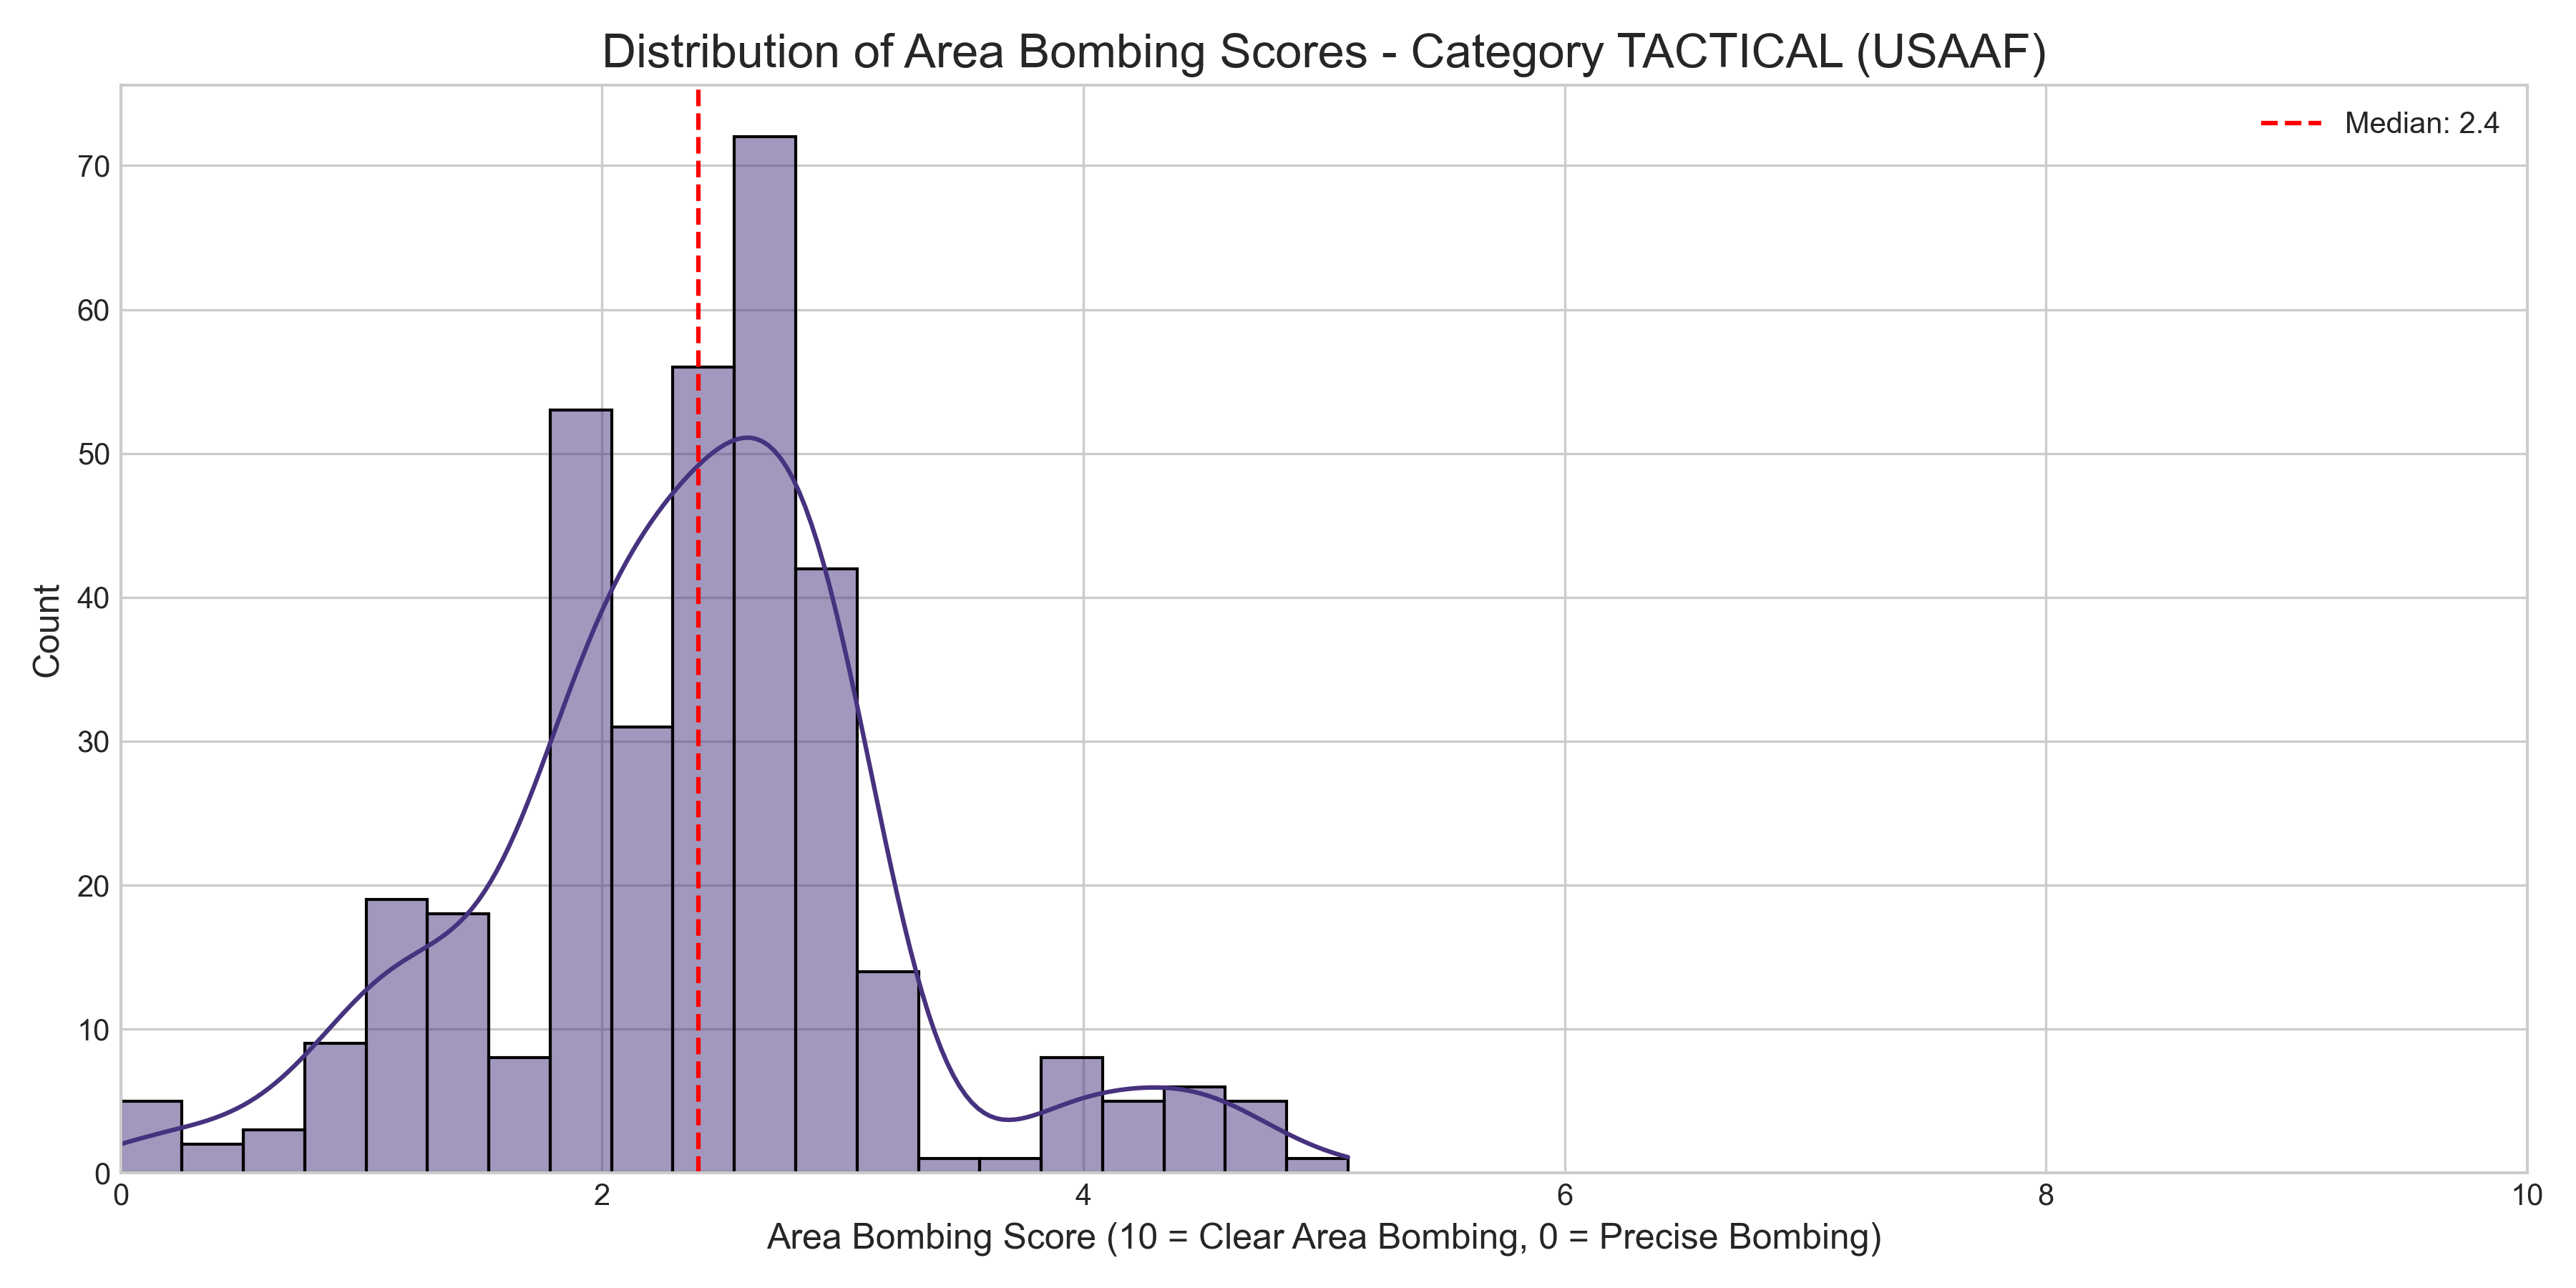 Distribution of Area Bombing Scores - Category TACTICAL (USAAF)
Median: 2.4
70
60
50
40
30
20
10
0
Count
0 2 4 6 8 10
Area Bombing Score (10 = Clear Area Bombing, 0 = Precise Bombing)